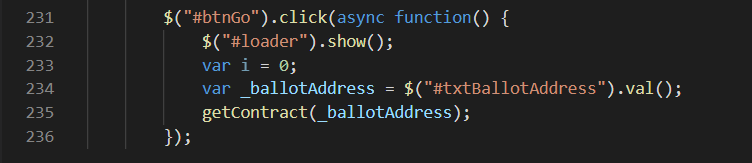 231 $("#btnGo").click(async function() {
232 $("#loader").show();
233 var i = 0;
234 var _ballotAddress = $("#txtBallotAddress").val();
235 getContract(_ballotAddress);
236 });